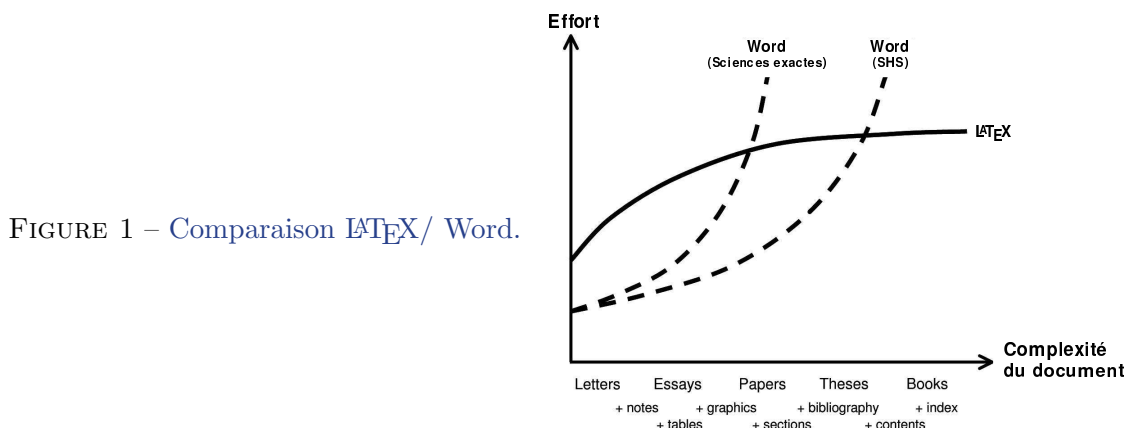 Effort
Word
(Sciences exactes)
Word
(SHS)
LATEX
FIGURE 1 – Comparaison LATEX/ Word.
Complexité
du document
Letters Essays Papers Theses Books
+ notes + graphics + bibliography + index
+ tables + sections + contents